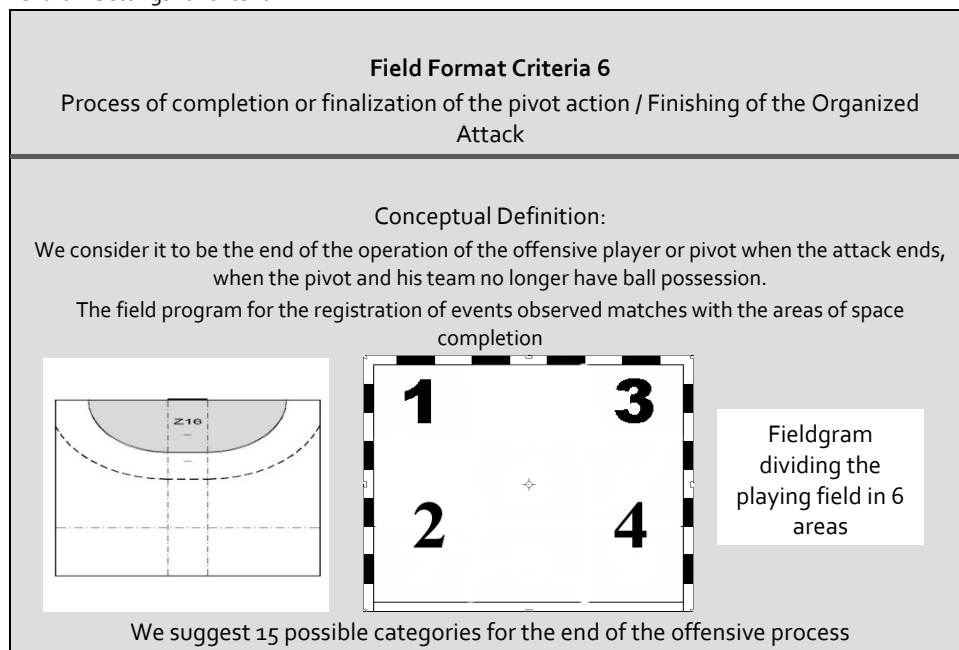 Field Format Criteria 6
Process of completion or finalization of the pivot action / Finishing of the Organized
Attack
Conceptual Definition:
We consider it to be the end of the operation of the offensive player or pivot when the attack ends,
when the pivot and his team no longer have ball possession.
The field program for the registration of events observed matches with the areas of space
completion
Z16
1
3
2
4
Fieldgram
dividing the
playing field in 6
areas
We suggest 15 possible categories for the end of the offensive process